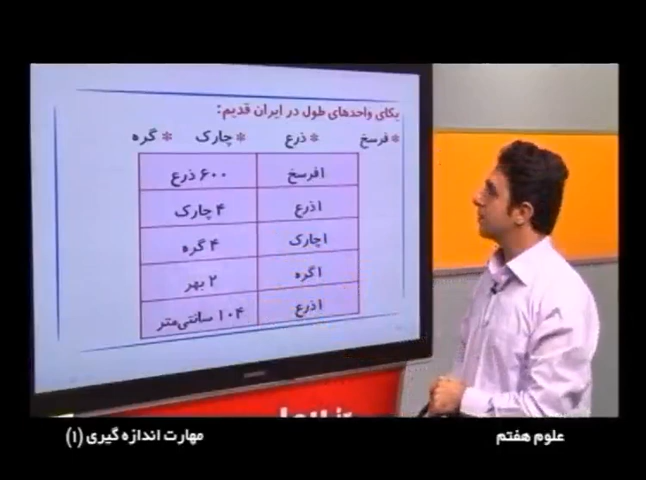 یکای واحدهای طول در ایران قدیم:
* فرسخ * ذرع * چارک * گره
۱فرسخ ۶۰۰۰ ذرع
۱ذرع ۴ چارک
۱چارک ۴ گره
۱گره ۲ بهر
۱ذرع ۱۰۴ سانتی‌متر
علوم هفتم مهارت اندازه گیری (۱)